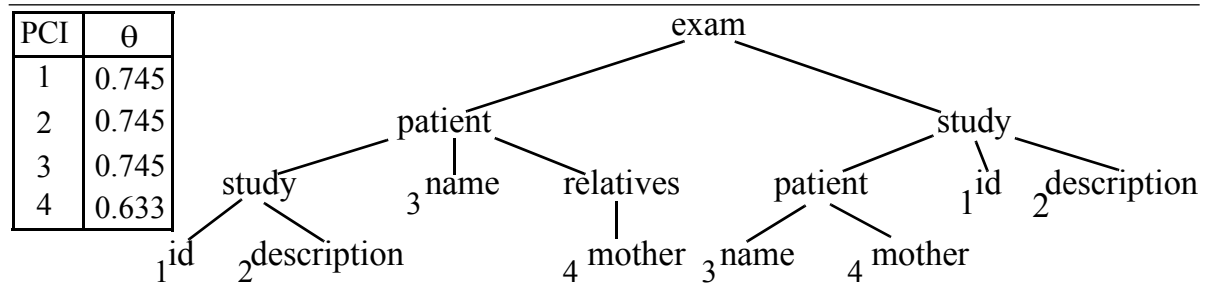 PCI θ
1 0.745
2 0.745
3 0.745
4 0.633
exam
patient study
study 3 name relatives patient 1 id 2 description
1 id 2 description 4 mother 3 name 4 mother